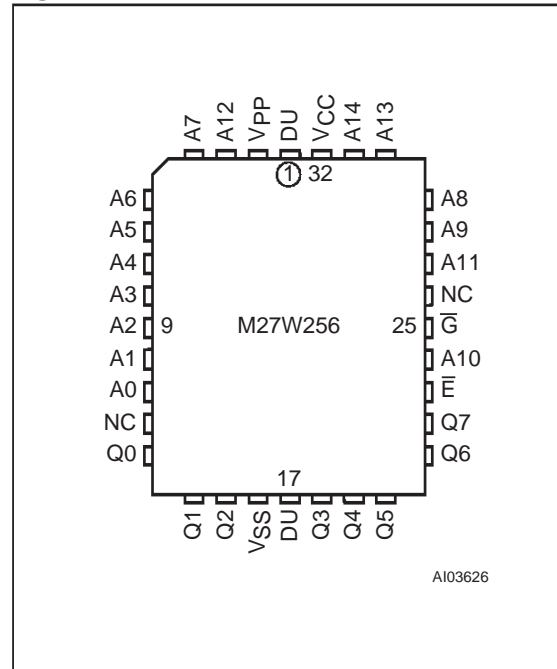 A7 A12 VPP DU VCC A14 A13
1 32
A6 A8
A5 A9
A4 A11
A3 NC
A2 9 M27W256 25 G̅
A1 A10
A0 E̅
NC Q7
Q0 Q6
17
Q1 Q2 VSS DU Q3 Q4 Q5
AI03626